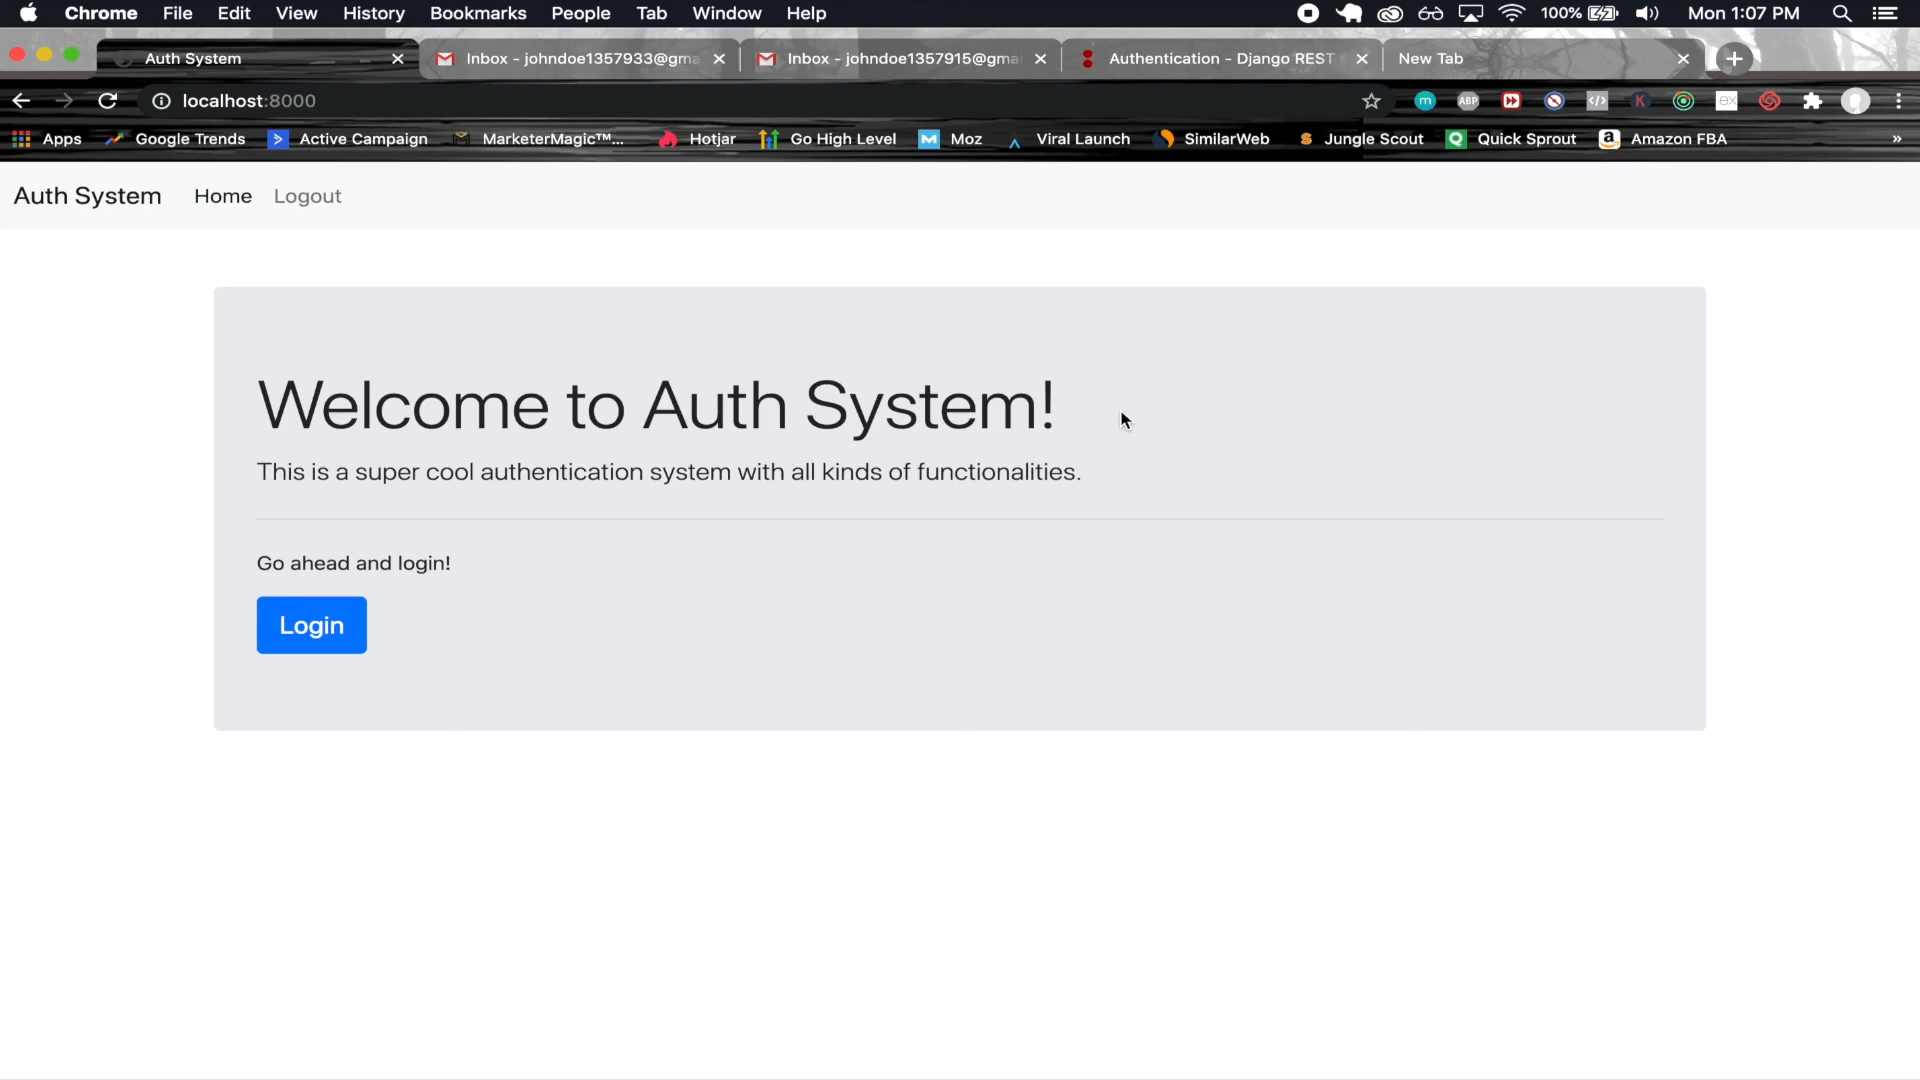 Chrome File Edit View History Bookmarks People Tab Window Help 100% Mon 1:07 PM
Auth System Inbox - johndoe1357933@gma Inbox - johndoe1357915@gmai Authentication - Django REST New Tab
localhost:8000 m ABP </> K ex
Apps Google Trends Active Campaign MarketerMagic™... Hotjar Go High Level Moz Viral Launch SimilarWeb Jungle Scout Quick Sprout Amazon FBA »
Auth System Home Logout
Welcome to Auth System!
This is a super cool authentication system with all kinds of functionalities.
Go ahead and login!
Login